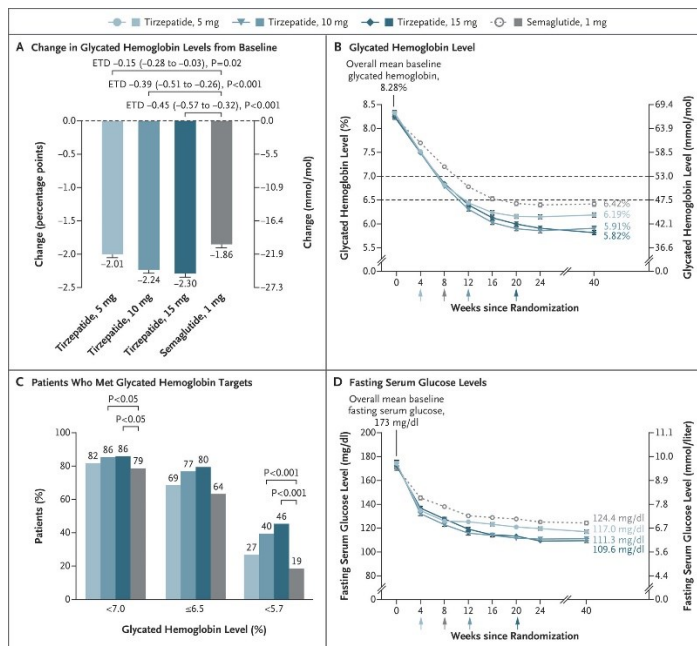 Tirzepatide, 5 mg Tirzepatide, 10 mg Tirzepatide, 15 mg Semaglutide, 1 mg
A Change in Glycated Hemoglobin Levels from Baseline
ETD –0.15 (–0.28 to –0.03), P=0.02
ETD –0.39 (–0.51 to –0.26), P<0.001
ETD –0.45 (–0.57 to –0.32), P<0.001
Change (percentage points)
0.0
–0.5
–1.0
–1.5
–2.0
–2.5
–2.01
–2.24
–2.30
–1.86
0.0
–5.5
–10.9
–16.4
–21.9
–27.3
Change (mmol/mol)
Tirzepatide, 5 mg
Tirzepatide, 10 mg
Tirzepatide, 15 mg
Semaglutide, 1 mg
B Glycated Hemoglobin Level
Overall mean baseline
glycated hemoglobin,
8.28%
Glycated Hemoglobin Level (%)
8.5
8.0
7.5
7.0
6.5
6.0
5.5
0.0
6.42%
6.19%
5.91%
5.82%
69.4
63.9
58.5
53.0
47.5
42.1
36.6
0.0
Glycated Hemoglobin Level (mmol/mol)
0 4 8 12 16 20 24 40
Weeks since Randomization
C Patients Who Met Glycated Hemoglobin Targets
P<0.05
P<0.05
P<0.001
P<0.001
Patients (%)
100
80
60
40
20
0
82 86 86 79
69 77 80 64
27 40 46 19
<7.0 ≤6.5 <5.7
Glycated Hemoglobin Level (%)
D Fasting Serum Glucose Levels
Overall mean baseline
fasting serum glucose,
173 mg/dl
Fasting Serum Glucose Level (mg/dl)
200
180
160
140
120
100
80
0
124.4 mg/dl
117.0 mg/dl
111.3 mg/dl
109.6 mg/dl
11.1
10.0
8.9
7.8
6.7
5.6
4.4
0.0
Fasting Serum Glucose Level (mmol/liter)
0 4 8 12 16 20 24 40
Weeks since Randomization